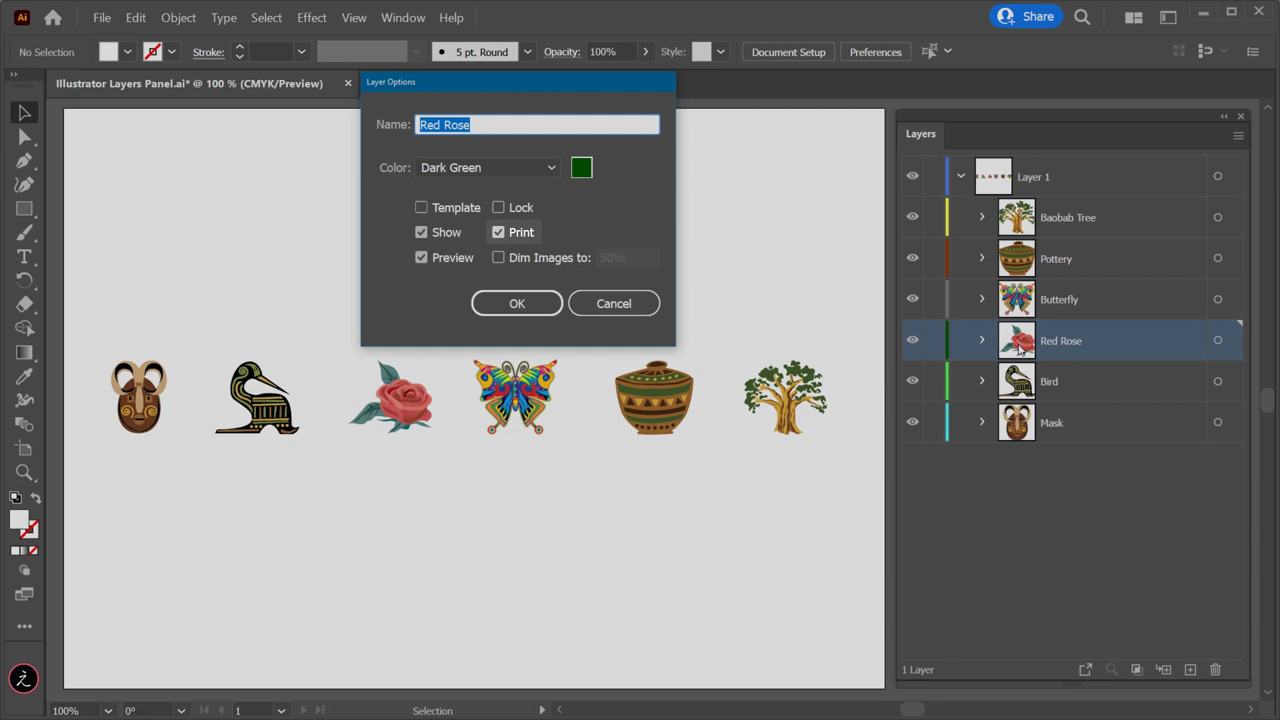 Ai File Edit Object Type Select Effect View Window Help Share
No Selection Stroke: 5 pt. Round Opacity: 100% Style: Document Setup Preferences
Illustrator Layers Panel.ai* @ 100 % (CMYK/Preview)
Layer Options
Name: Red Rose
Color: Dark Green
Template Lock
Show Print
Preview Dim Images to: 50%
OK Cancel
Layers
Layer 1
Baobab Tree
Pottery
Butterfly
Red Rose
Bird
Mask
1 Layer
え
100% 0° 1 Selection